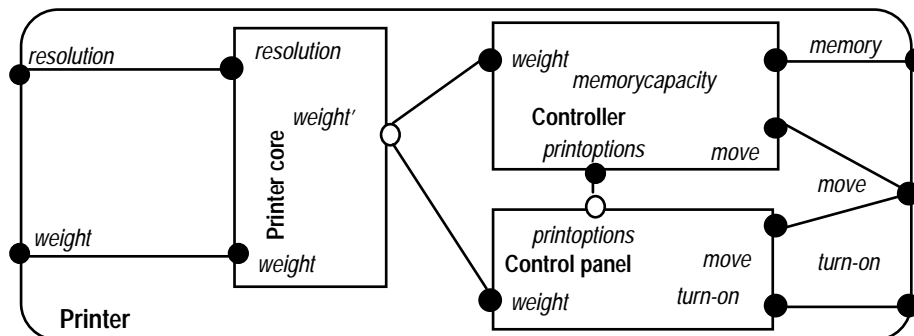 resolution
weight
Printer
resolution
weight’
Printer core
weight
weight
memorycapacity
Controller
printoptions
move
printoptions
Control panel
move
weight
turn-on
memory
move
turn-on